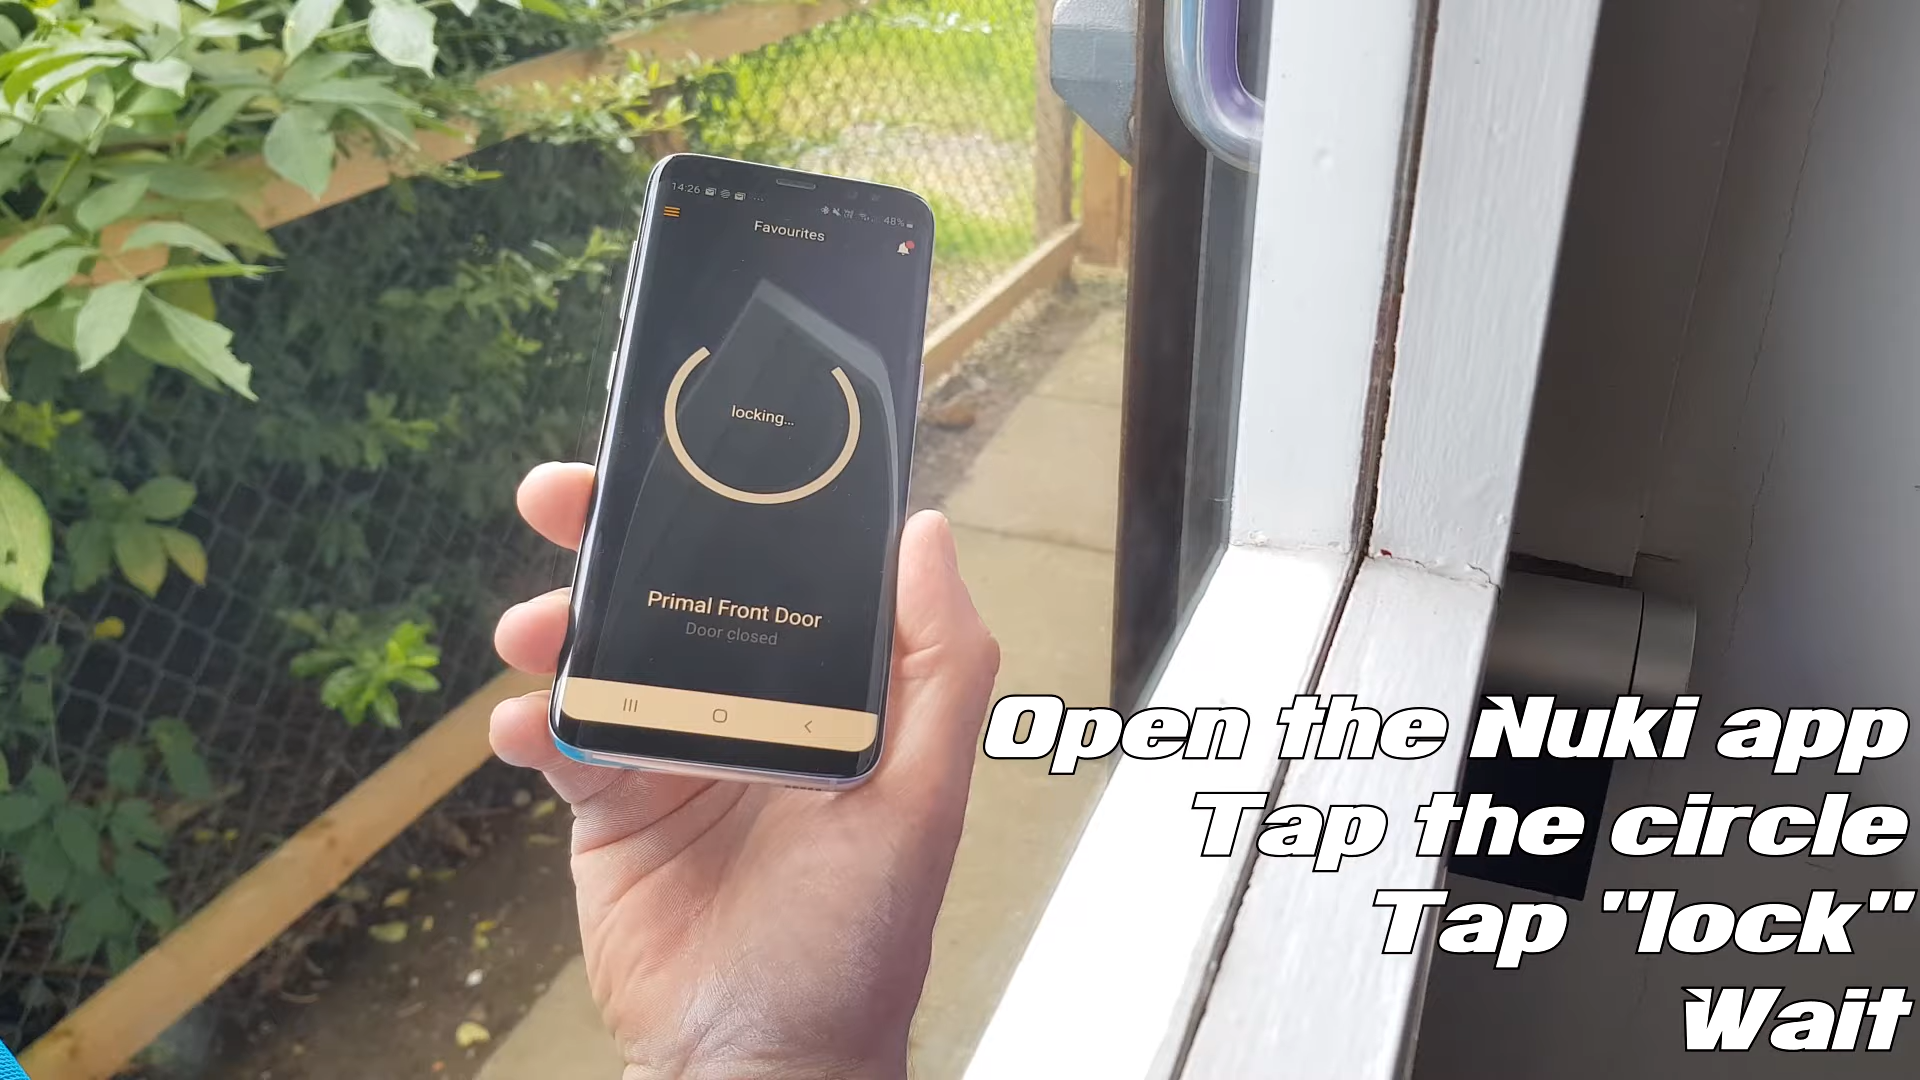 14:26
48%
Favourites
locking...
Primal Front Door
Door closed
Open the Nuki app
Tap the circle
Tap "lock"
Wait